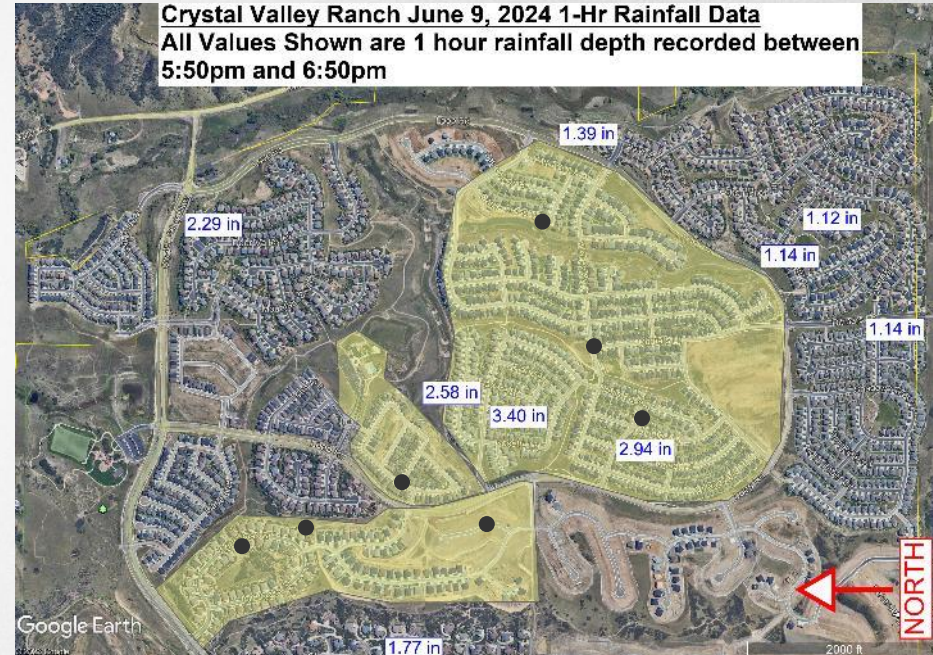 Crystal Valley Ranch June 9, 2024 1-Hr Rainfall Data
All Values Shown are 1 hour rainfall depth recorded between
5:50pm and 6:50pm
1.39 in
2.29 in
1.12 in
1.14 in
1.14 in
2.58 in
3.40 in
2.94 in
NORTH
Google Earth
1.77 in
2000 ft